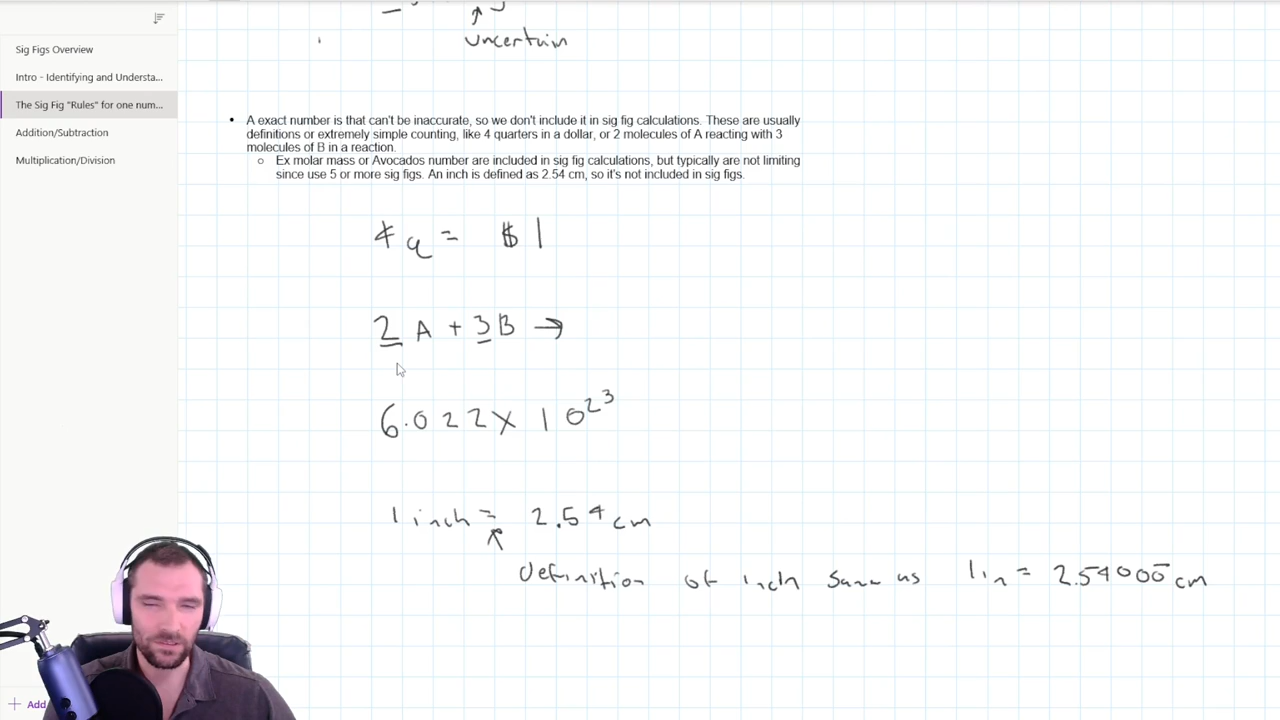 uncertain
Sig Figs Overview
Intro - Identifying and Understa...
The Sig Fig "Rules" for one num...
Addition/Subtraction
Multiplication/Division
• A exact number is that can't be inaccurate, so we don't include it in sig fig calculations. These are usually
definitions or extremely simple counting, like 4 quarters in a dollar, or 2 molecules of A reacting with 3
molecules of B in a reaction.
o Ex molar mass or Avocados number are included in sig fig calculations, but typically are not limiting
since use 5 or more sig figs. An inch is defined as 2.54 cm, so it's not included in sig figs.
4 q = $ 1
2 A + 3 B →
6.022 x 10²³
1 inch = 2.54 cm
definition of inch same as 1 in = 2.54000̅ cm
+ Add